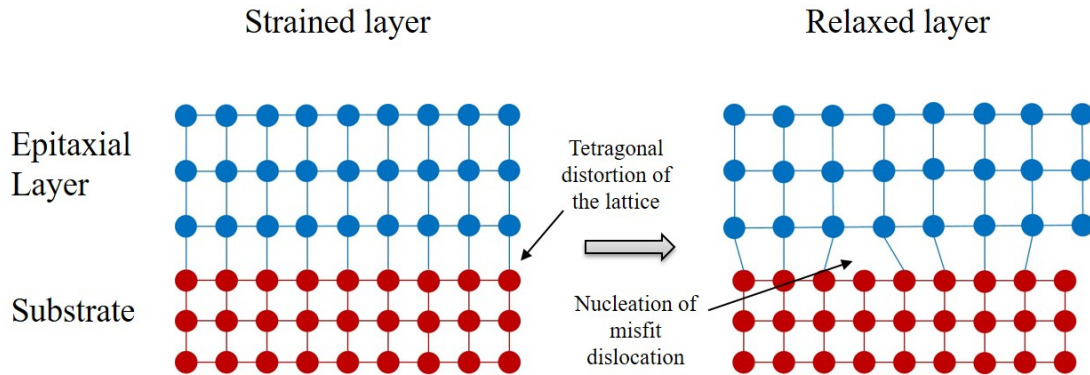 Strained layer
Relaxed layer
Epitaxial
Layer
Tetragonal
distortion of
the lattice
Substrate
Nucleation of
misfit
dislocation